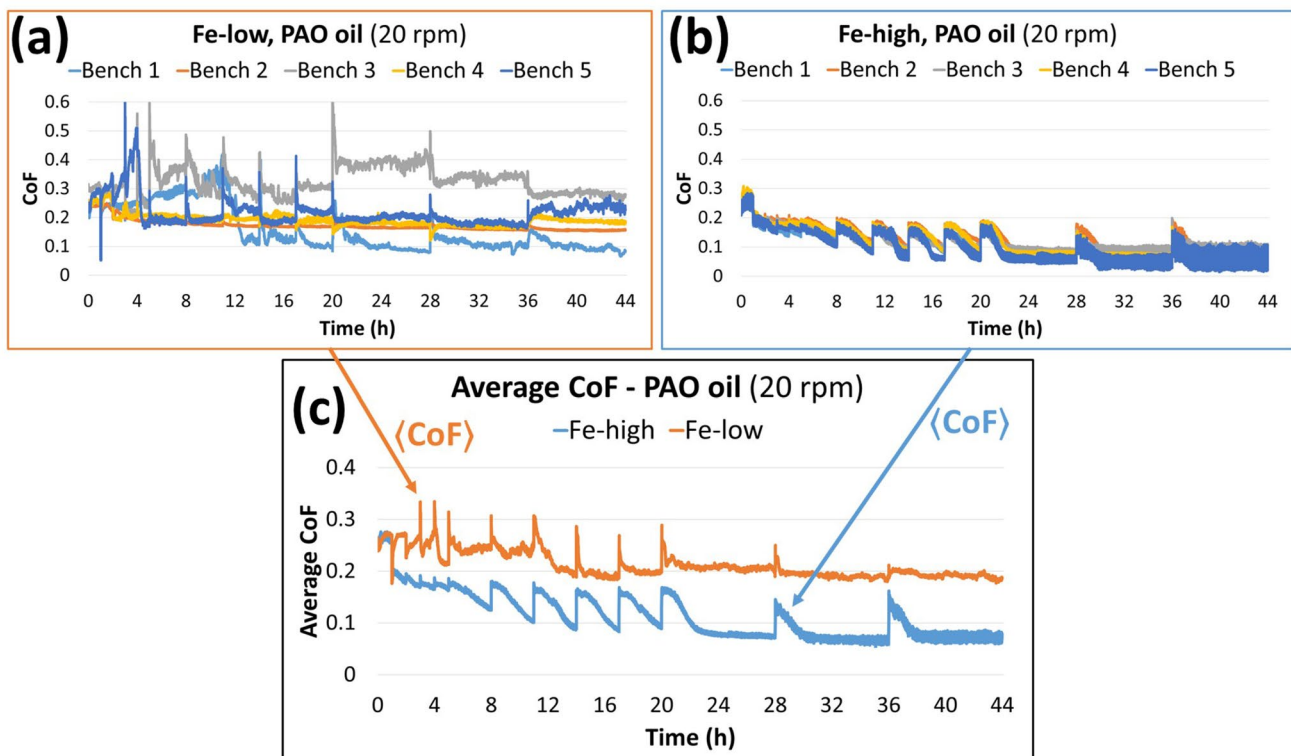 (a)
Fe-low, PAO oil (20 rpm)
Bench 1 Bench 2 Bench 3 Bench 4 Bench 5
CoF
0.6
0.5
0.4
0.3
0.2
0.1
0
0 4 8 12 16 20 24 28 32 36 40 44
Time (h)
(b)
Fe-high, PAO oil (20 rpm)
Bench 1 Bench 2 Bench 3 Bench 4 Bench 5
CoF
0.6
0.5
0.4
0.3
0.2
0.1
0
0 4 8 12 16 20 24 28 32 36 40 44
Time (h)
(c)
Average CoF - PAO oil (20 rpm)
⟨CoF⟩
Fe-high Fe-low
⟨CoF⟩
Average CoF
0.4
0.3
0.2
0.1
0
0 4 8 12 16 20 24 28 32 36 40 44
Time (h)